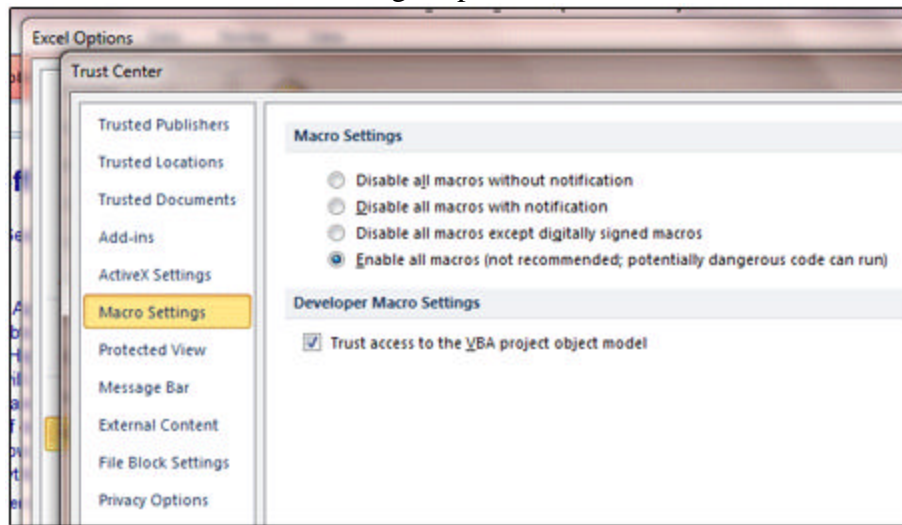 Excel Options
Trust Center
Trusted Publishers
Trusted Locations
Trusted Documents
Add-ins
ActiveX Settings
Macro Settings
Protected View
Message Bar
External Content
File Block Settings
Privacy Options
Macro Settings
Disable all macros without notification
Disable all macros with notification
Disable all macros except digitally signed macros
Enable all macros (not recommended; potentially dangerous code can run)
Developer Macro Settings
Trust access to the VBA project object model